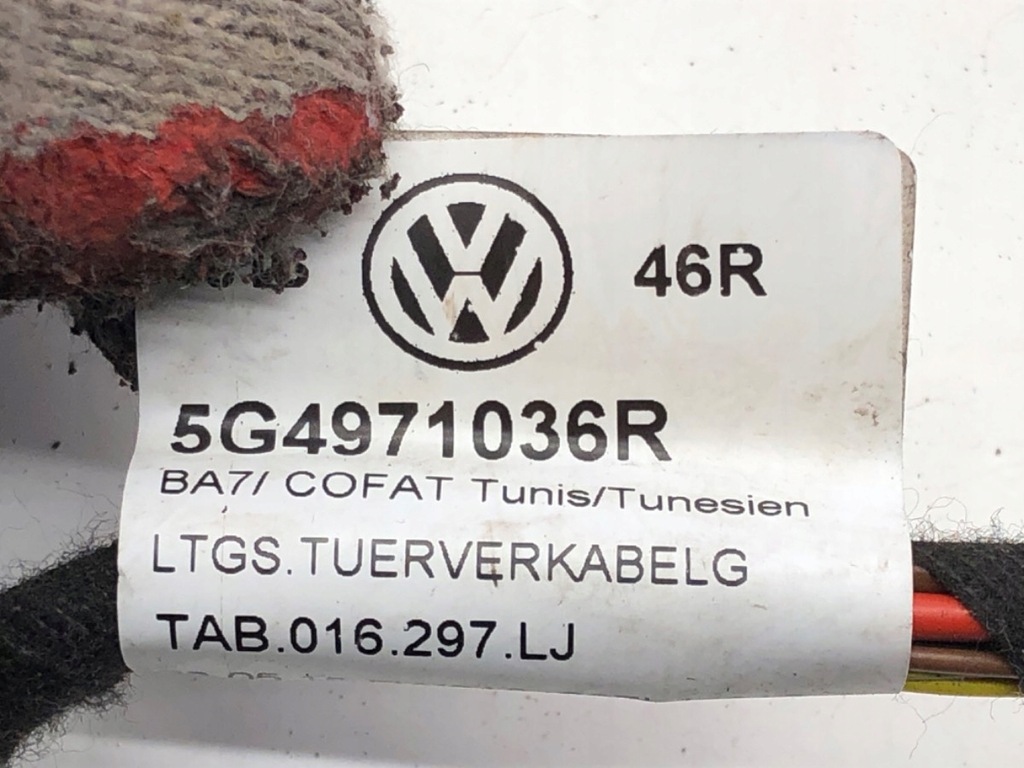 46R
5G4971036R
BA7/ COFAT Tunis/Tunesien
LTGS.TUERVERKABELG
TAB.016.297.LJ